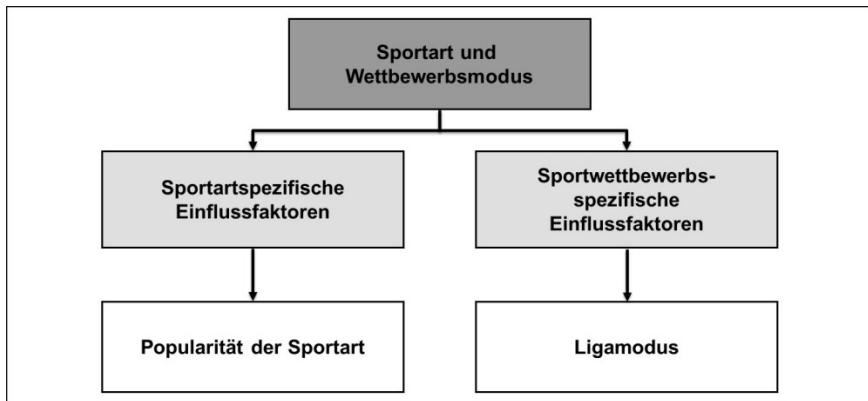 Sportart und
Wettbewerbsmodus
Sportartspezifische
Einflussfaktoren
Sportwettbewerbs-
spezifische
Einflussfaktoren
Popularität der Sportart
Ligamodus